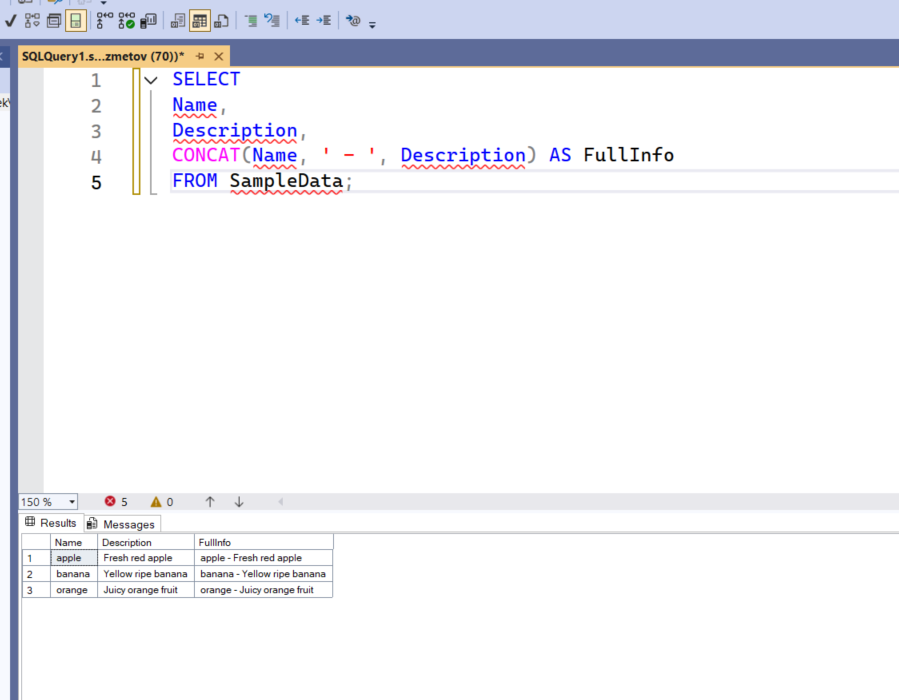 SQLQuery1.s...zmetov (70))*
1 SELECT
2 Name,
3 Description,
4 CONCAT(Name, ' - ', Description) AS FullInfo
5 FROM SampleData;
150 % 5 0
Results Messages
Name Description FullInfo
1 apple Fresh red apple apple - Fresh red apple
2 banana Yellow ripe banana banana - Yellow ripe banana
3 orange Juicy orange fruit orange - Juicy orange fruit